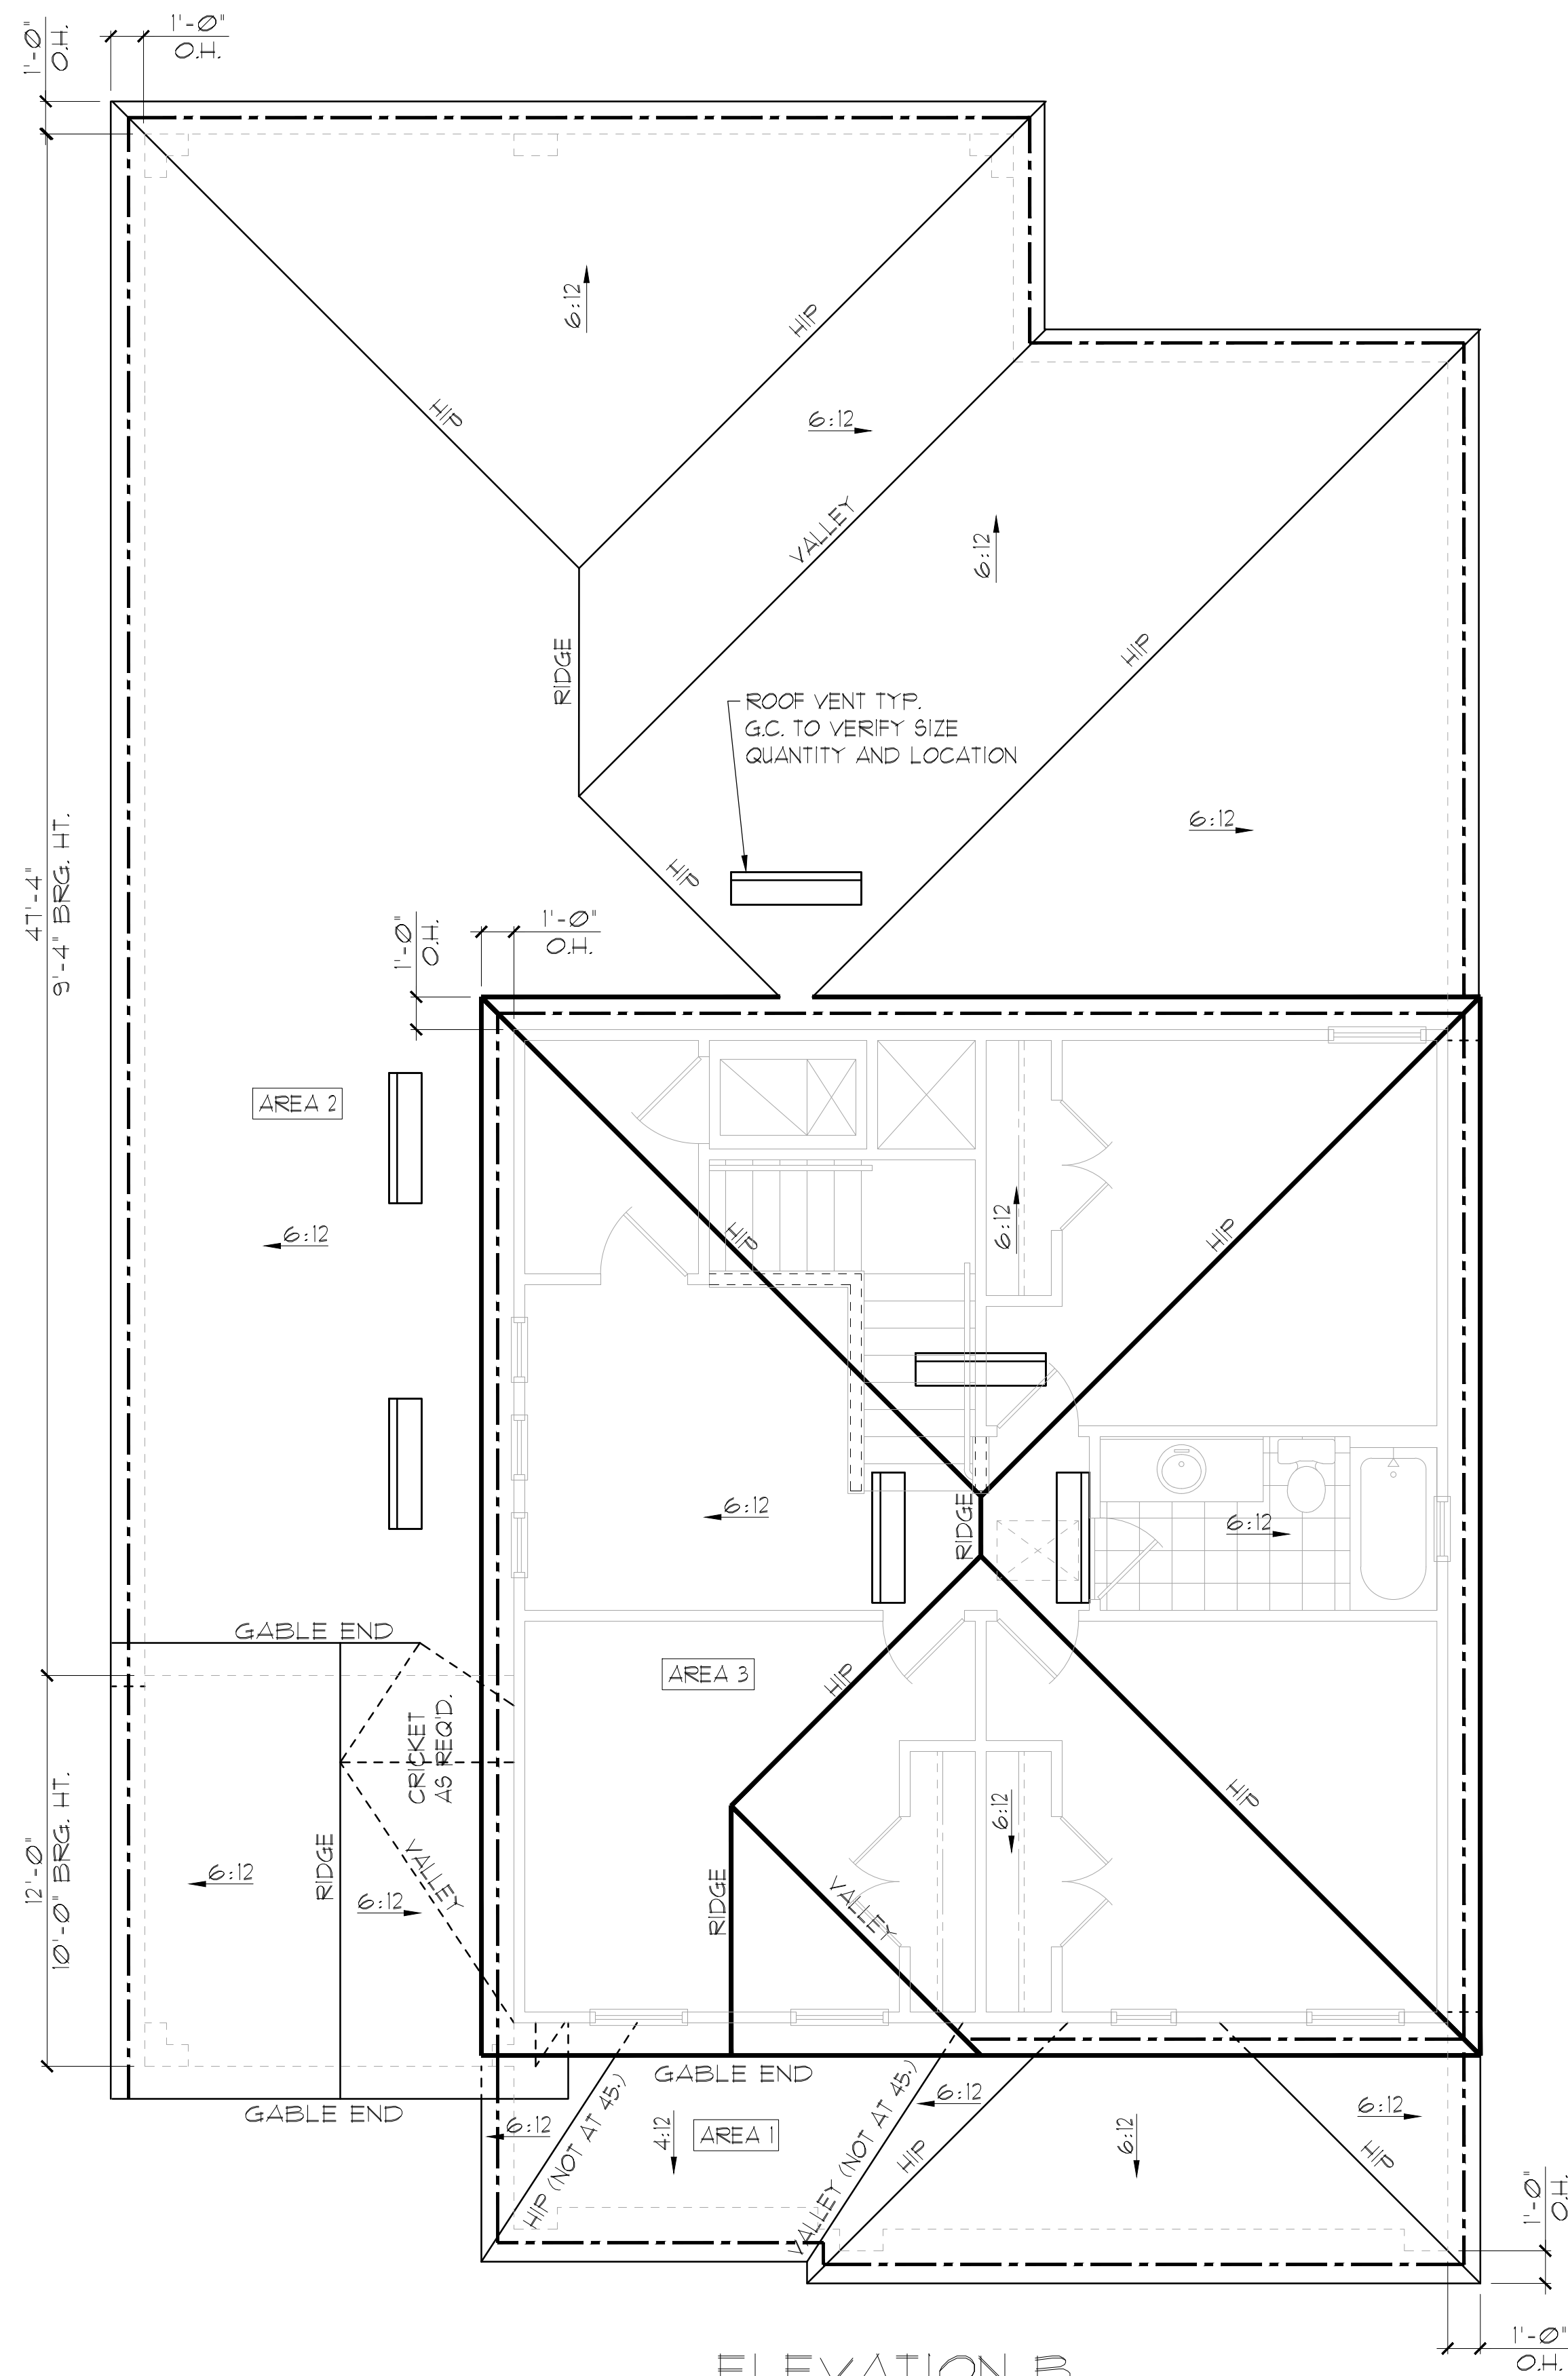 1'-0"
O.H.
1'-0"
O.H.
6:12
HIP
HIP
6:12
VALLEY
6:12
HIP
RIDGE
ROOF VENT TYP.
G.C. TO VERIFY SIZE
QUANTITY AND LOCATION
6:12
HIP
47'-4"
9'-4" BRG. HT.
1'-0"
O.H.
1'-0"
O.H.
AREA 2
6:12
6:12
HIP
HIP
6:12
RIDGE
6:12
GABLE END
AREA 3
HIP
CRICKET
AS REQ'D.
HIP
6:12
12'-0"
10'-0" BRG. HT.
RIDGE
VALLEY
6:12
6:12
RIDGE
VALLEY
GABLE END
GABLE END
6:12
HIP (NOT AT 45.)
4:12
AREA 1
VALLEY (NOT AT 45.)
6:12
HIP
6:12
6:12
HIP
1'-0"
O.H.
1'-0"
O.H.
ELEVATION B